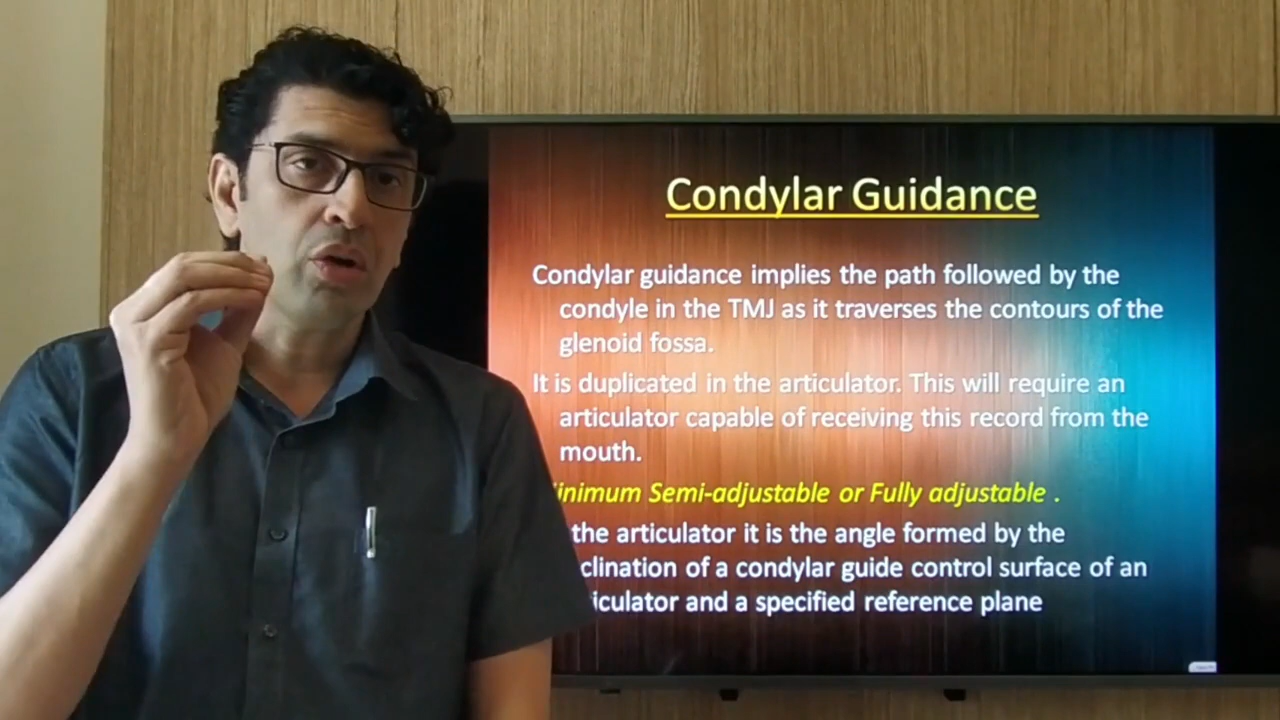 Condylar Guidance
Condylar guidance implies the path followed by the
condyle in the TMJ as it traverses the contours of the
glenoid fossa.
It is duplicated in the articulator. This will require an
articulator capable of receiving this record from the
mouth.
inimum Semi-adjustable or Fully adjustable .
the articulator it is the angle formed by the
clination of a condylar guide control surface of an
iculator and a specified reference plane